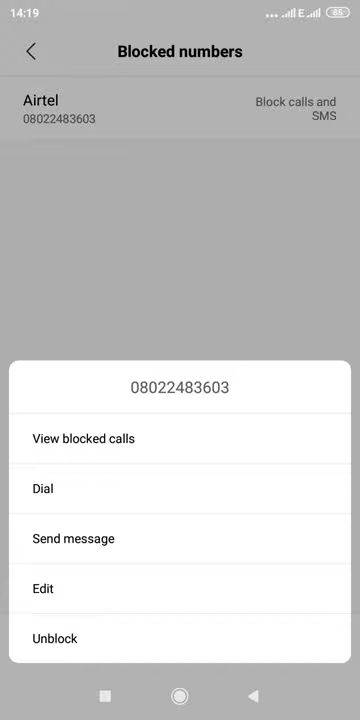 14:19
E
65
Blocked numbers
Airtel
Block calls and
08022483603
SMS
08022483603
View blocked calls
Dial
Send message
Edit
Unblock